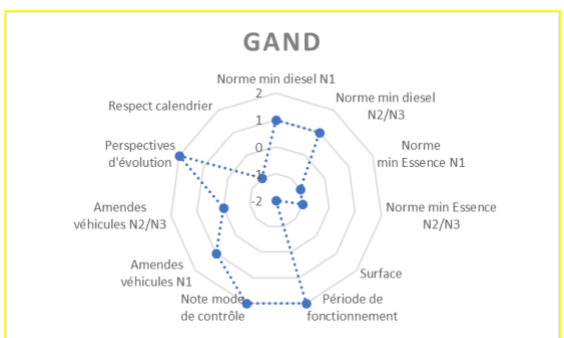 GAND
Norme min diesel N1
Norme min diesel
N2/N3
Norme
min Essence N1
Norme min Essence
N2/N3
Surface
Période de
fonctionnement
Note mode
de contrôle
Amendes
véhicules N1
Amendes
véhicules N2/N3
Perspectives
d'évolution
Respect calendrier
2
1
0
-1
-2